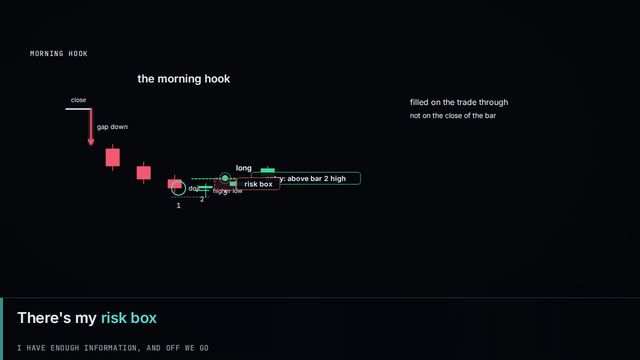 MORNING HOOK
the morning hook
close
gap down
filled on the trade through
not on the close of the bar
long
: above bar 2 high
risk box
higher low
1
2
There's my risk box
I HAVE ENOUGH INFORMATION, AND OFF WE GO